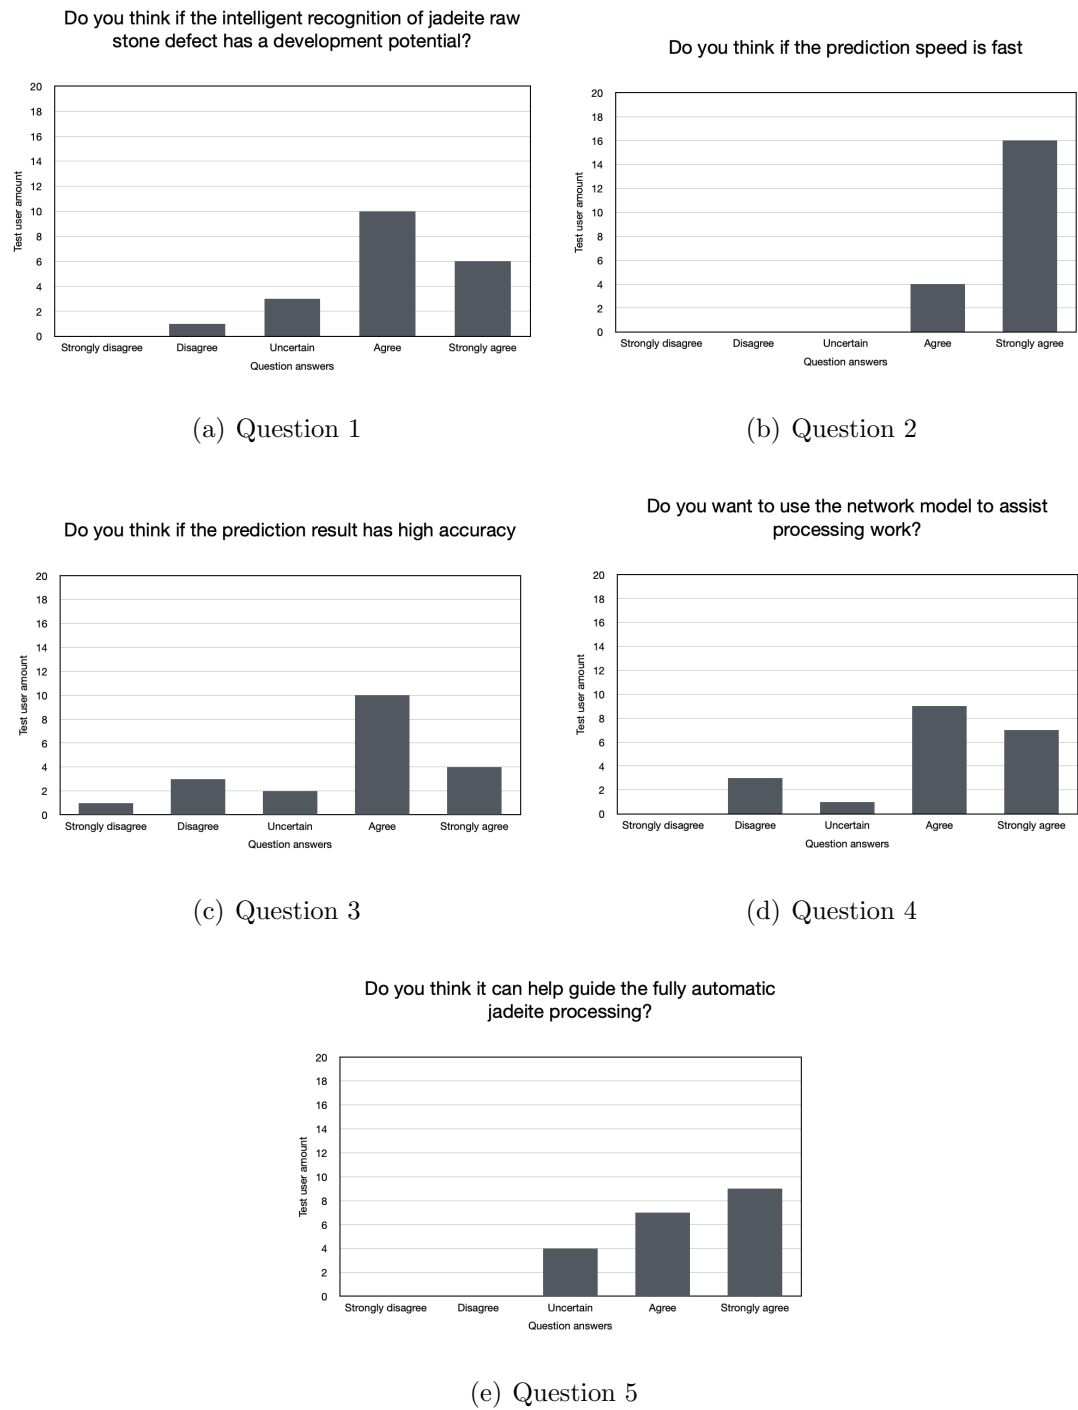 Do you think if the intelligent recognition of jadeite raw
stone defect has a development potential?
20
18
16
14
12
10
8
6
4
2
0
Test user amount
Strongly disagree Disagree Uncertain Agree Strongly agree
Question answers
(a) Question 1
Do you think if the prediction speed is fast
20
18
16
14
12
10
8
6
4
2
0
Test user amount
Strongly disagree Disagree Uncertain Agree Strongly agree
Question answers
(b) Question 2
Do you think if the prediction result has high accuracy
20
18
16
14
12
10
8
6
4
2
0
Test user amount
Strongly disagree Disagree Uncertain Agree Strongly agree
Question answers
(c) Question 3
Do you want to use the network model to assist
processing work?
20
18
16
14
12
10
8
6
4
2
0
Test user amount
Strongly disagree Disagree Uncertain Agree Strongly agree
Question answers
(d) Question 4
Do you think it can help guide the fully automatic
jadeite processing?
20
18
16
14
12
10
8
6
4
2
0
Test user amount
Strongly disagree Disagree Uncertain Agree Strongly agree
Question answers
(e) Question 5